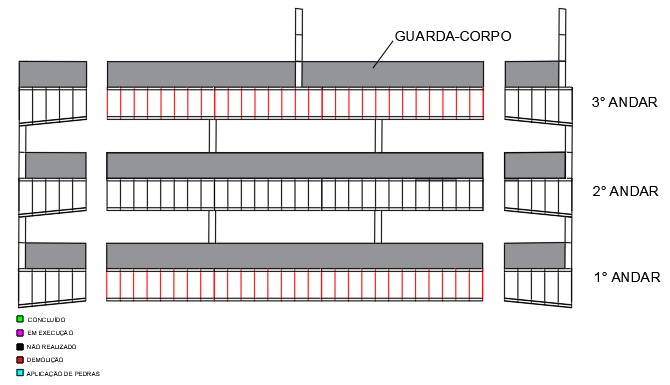 GUARDA-CORPO
3° ANDAR
2° ANDAR
1° ANDAR
CONCLUÍDO
EM EXECUÇÃO
NÃO REALIZADO
DEMOLIÇÃO
APLICAÇÃO DE PEDRAS